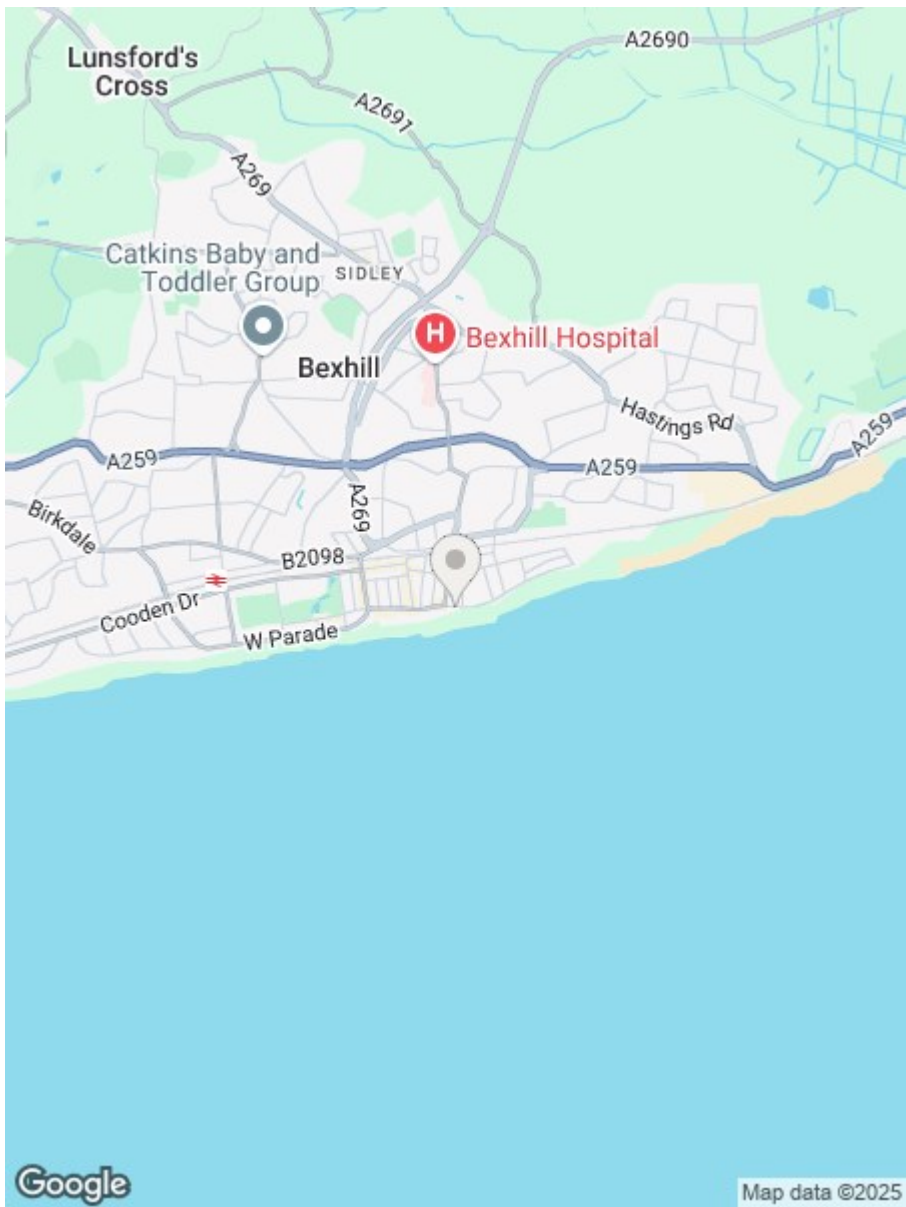 Lunsford's
Cross
A2690
A2691
A269
Catkins Baby and
Toddler Group
SIDLEY
H
Bexhill Hospital
Bexhill
Hastings Rd
A259
A259
A259
Birkdale
A269
B2098
Cooden Dr
W Parade
Google
Map data ©2025